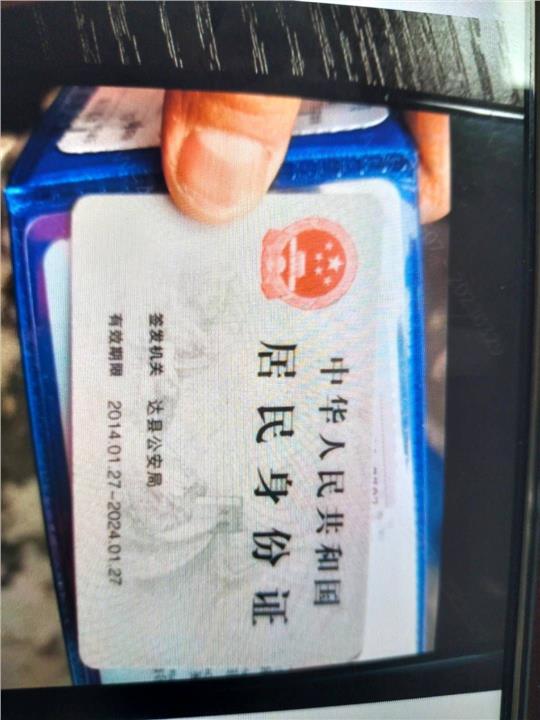 中华人民共和国
居民身份证
签发机关 达县公安局
有效期限 2014.01.27-2024.01.27